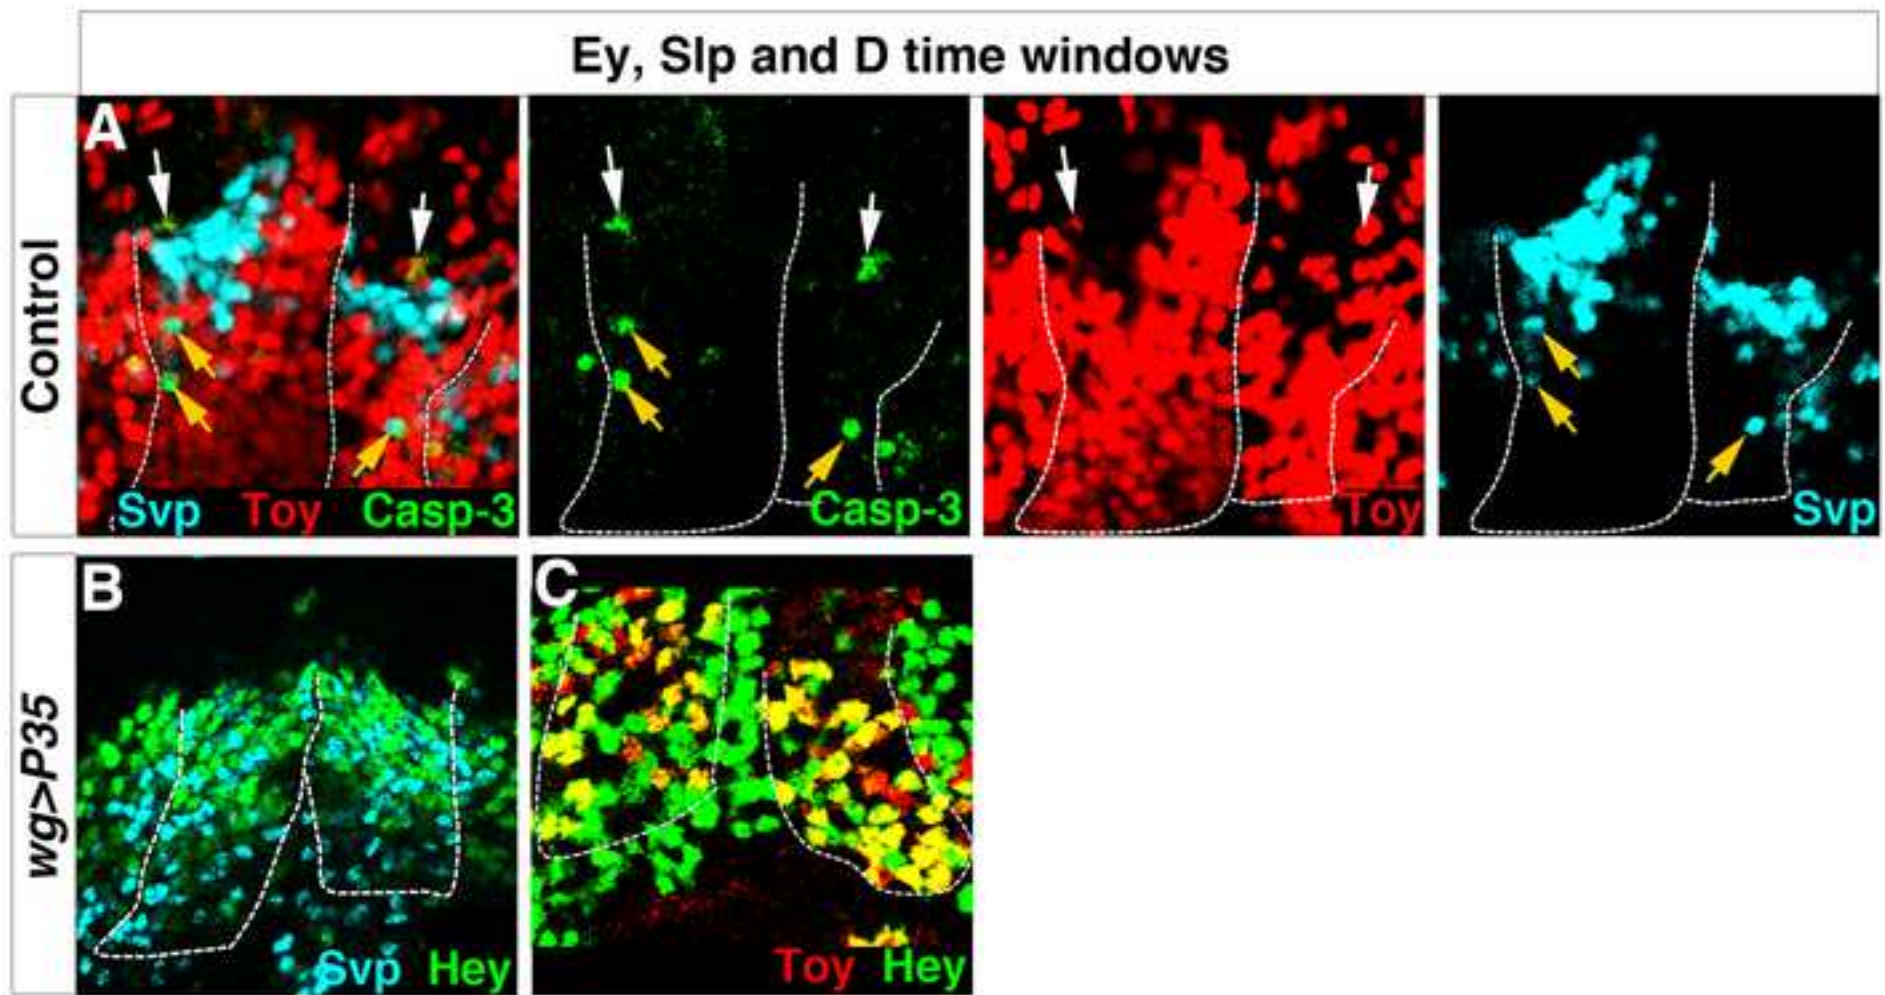 Ey, Slp and D time windows
Control
A
Svp Toy Casp-3
Casp-3
Toy
Svp
wg>P35
B
Svp Hey
C
Toy Hey